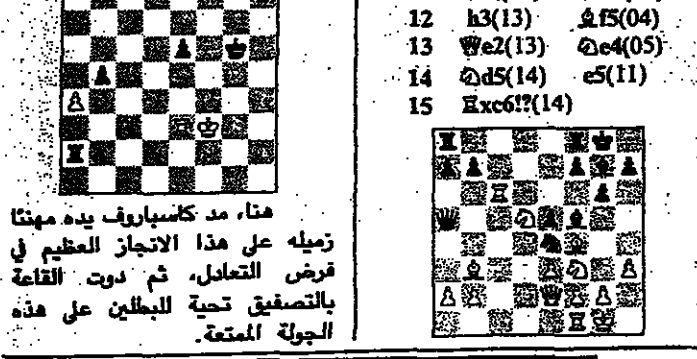 هنا، مد كاسباروف يده مهنئا
زميله على هذا الانجاز العظيم في
فرض التعادل، ثم دوت القاعة
بالتصفيق تحية للبطلين على هذه
الجولة الممتعة.
12 h3(13) ♗f5(04)
13 ♕e2(13) ♘e4(05)
14 ♘d5(14) e5(11)
15 ♖xc6!?(14)